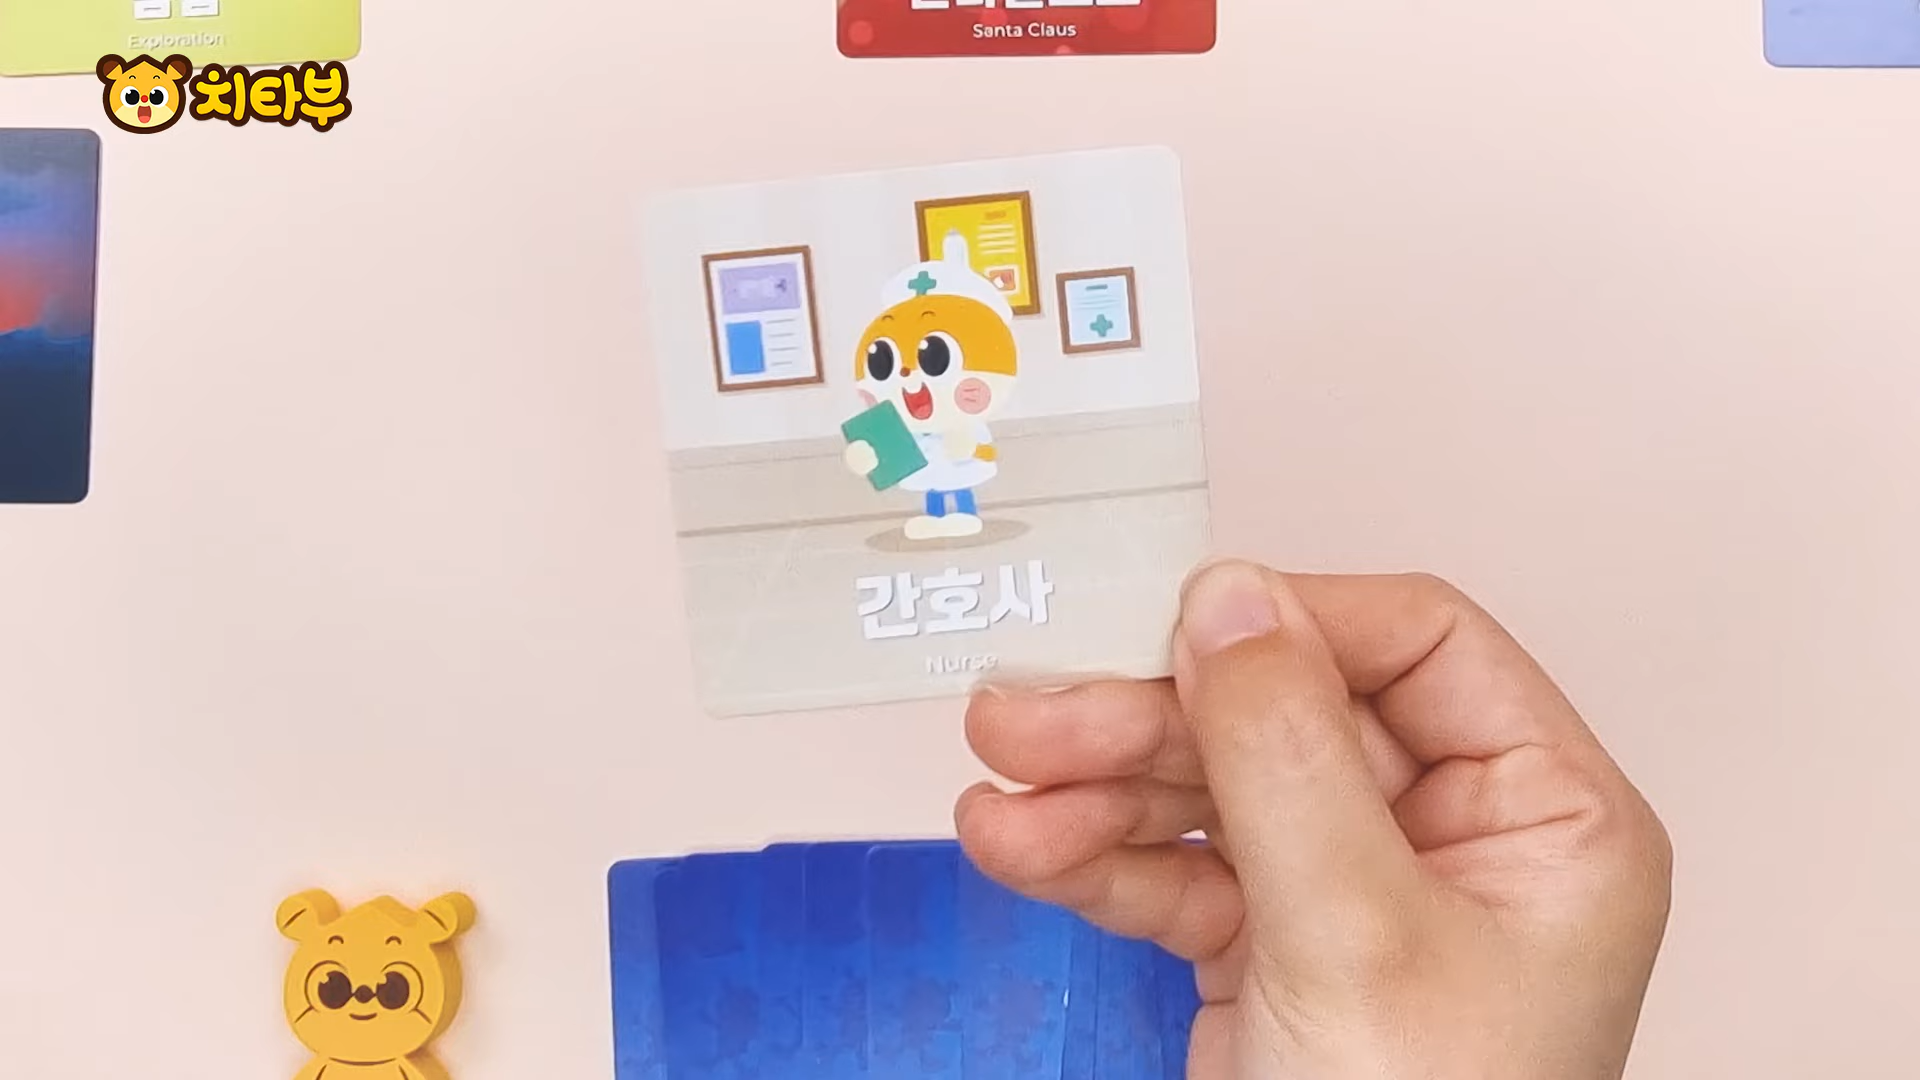 Exploration
Santa Claus
치타부
간호사
Nurse